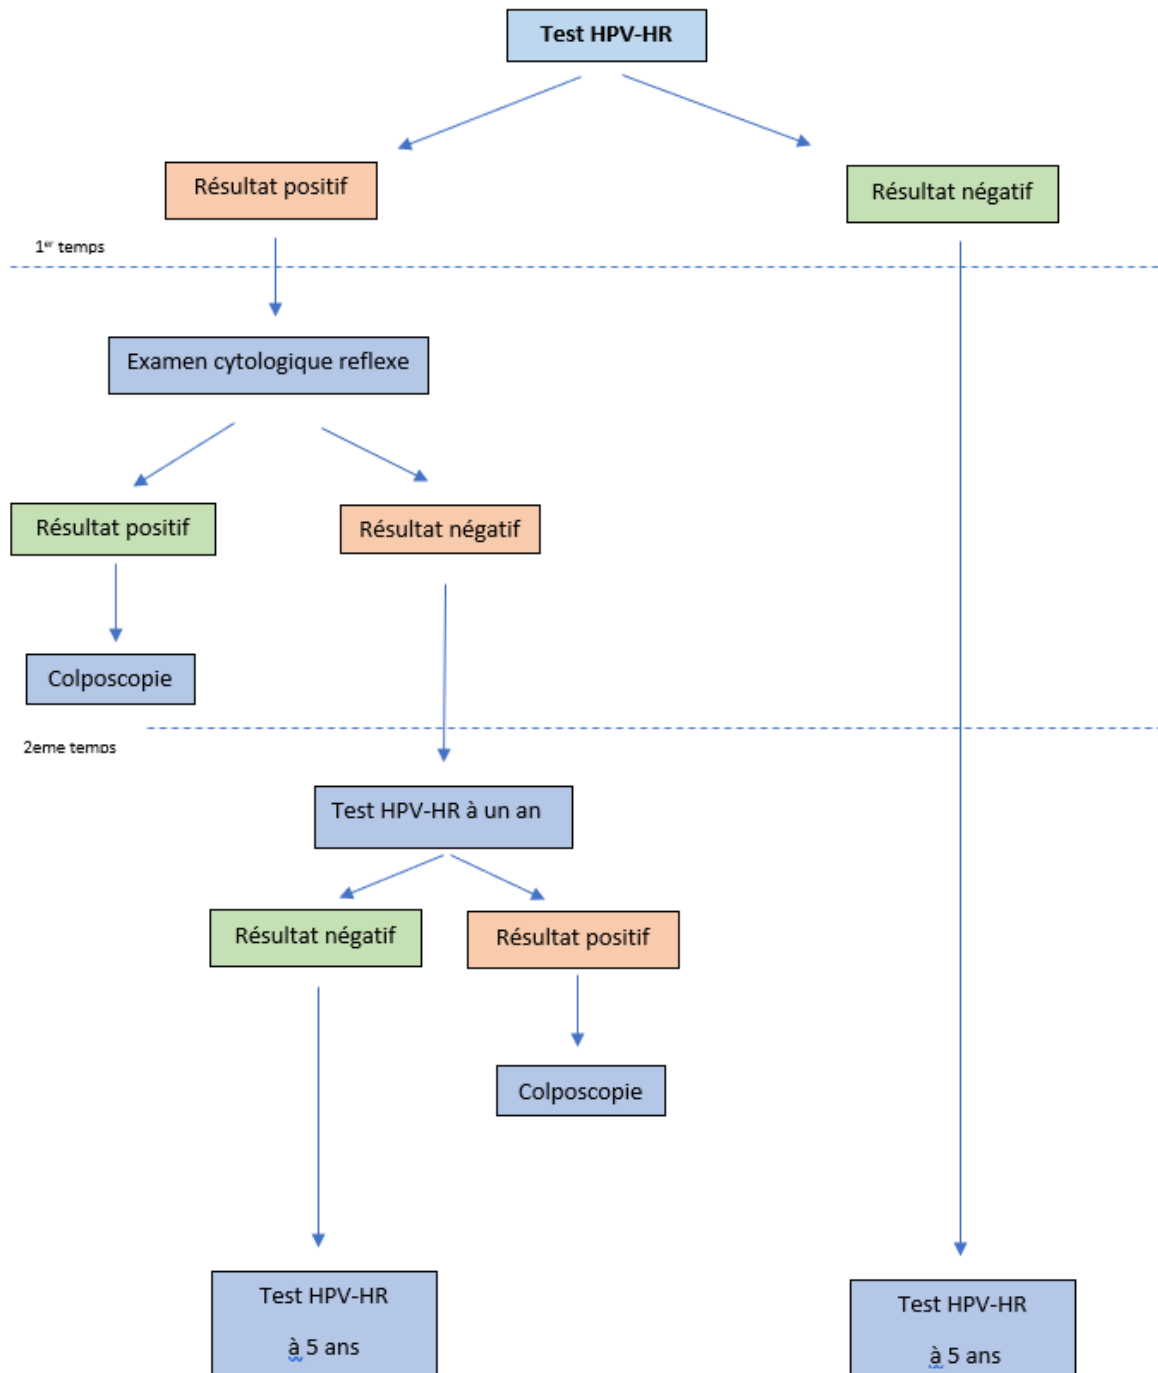 Test HPV-HR
Résultat positif
Résultat négatif
1er temps
Examen cytologique reflexe
Résultat positif
Résultat négatif
Colposcopie
2eme temps
Test HPV-HR à un an
Résultat négatif
Résultat positif
Colposcopie
Test HPV-HR
à 5 ans
Test HPV-HR
à 5 ans